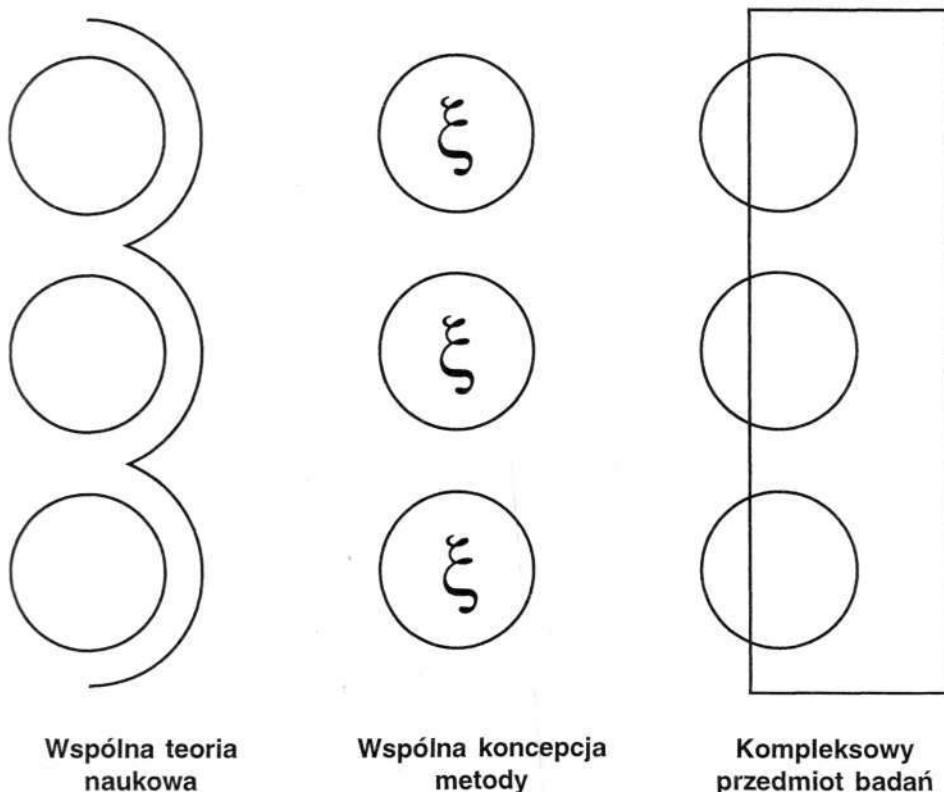 ξ
ξ
ξ
Wspólna teoria
naukowa
Wspólna koncepcja
metody
Kompleksowy
przedmiot badań